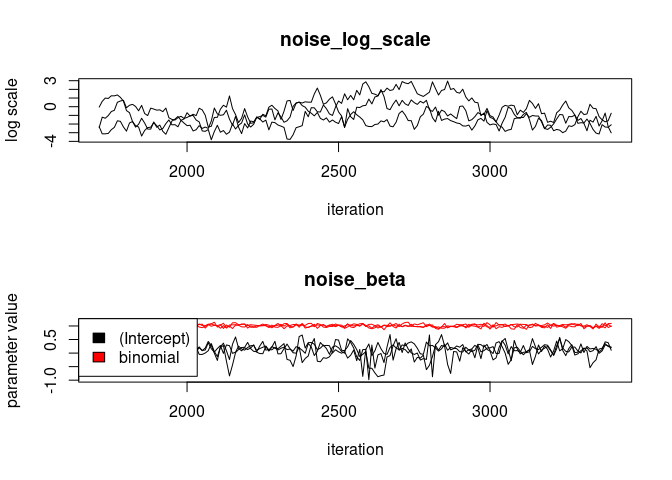 noise_log_scale
log scale
3
0
-4
2000 2500 3000
iteration
noise_beta
parameter value
0.5
-1.0
(Intercept)
binomial
2000 2500 3000
iteration